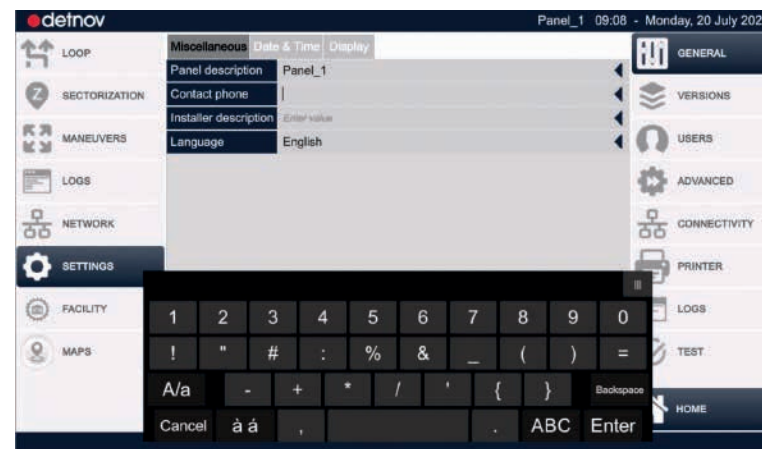 detnov
Panel_1 09:08 - Monday, 20 July 202
LOOP
SECTORIZATION
MANEUVERS
LOGS
NETWORK
SETTINGS
FACILITY
MAPS
Miscellaneous Date & Time Display
Panel description Panel_1
Contact phone
Installer description Enter value
Language English
GENERAL
VERSIONS
USERS
ADVANCED
CONNECTIVITY
PRINTER
LOGS
TEST
HOME
1 2 3 4 5 6 7 8 9 0
! " # : % & _ ( ) =
A/a - + * / ' { } Backspace
Cancel à á , . ABC Enter